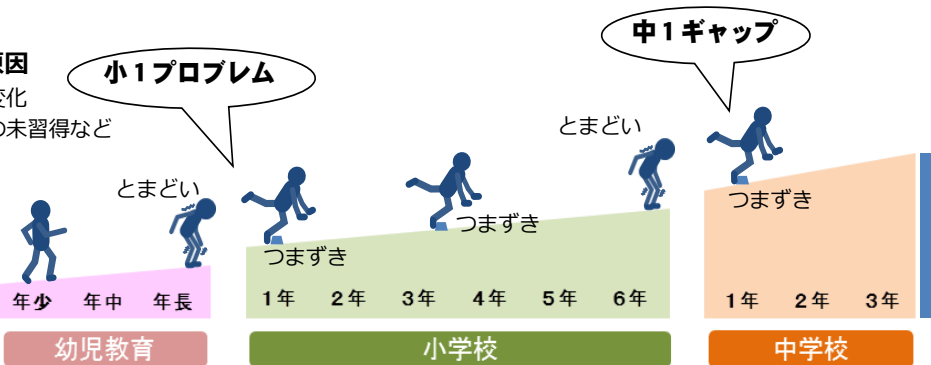 原因
変化
の未習得など
小1プロブレム
中1ギャップ
とまどい
とまどい
つまずき
つまずき
つまずき
年少 年中 年長
1年 2年 3年 4年 5年 6年
1年 2年 3年
幼児教育
小学校
中学校